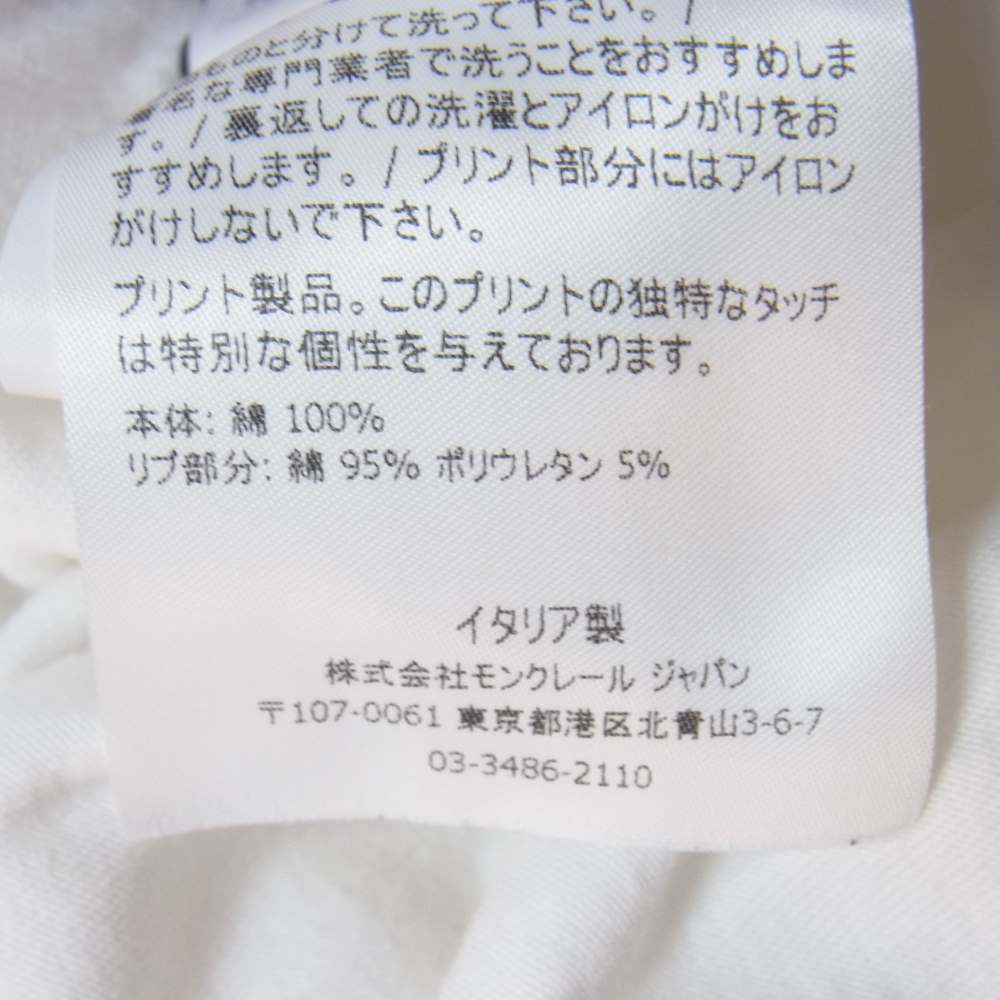 ものと分けて洗って下さい。/
著名な専門業者で洗うことをおすすめしま
す。/ 裏返しての洗濯とアイロンがけをお
すすめします。/ プリント部分にはアイロン
がけしないで下さい。
プリント製品。このプリントの独特なタッチ
は特別な個性を与えております。
本体: 綿 100%
リブ部分: 綿 95% ポリウレタン 5%
イタリア製
株式会社モンクレール ジャパン
〒107-0061 東京都港区北青山3-6-7
03-3486-2110